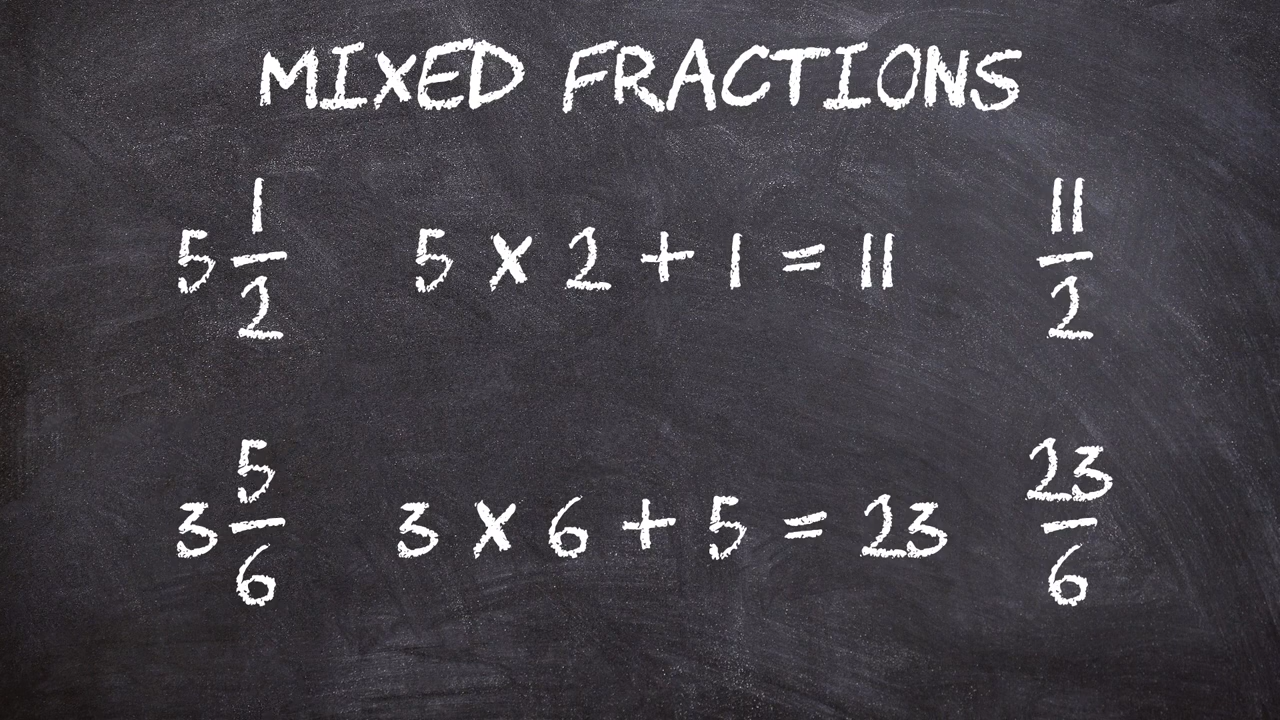 MIXED FRACTIONS
5 1/2 5 x 2 + 1 = 11 11/2
3 5/6 3 x 6 + 5 = 23 23/6